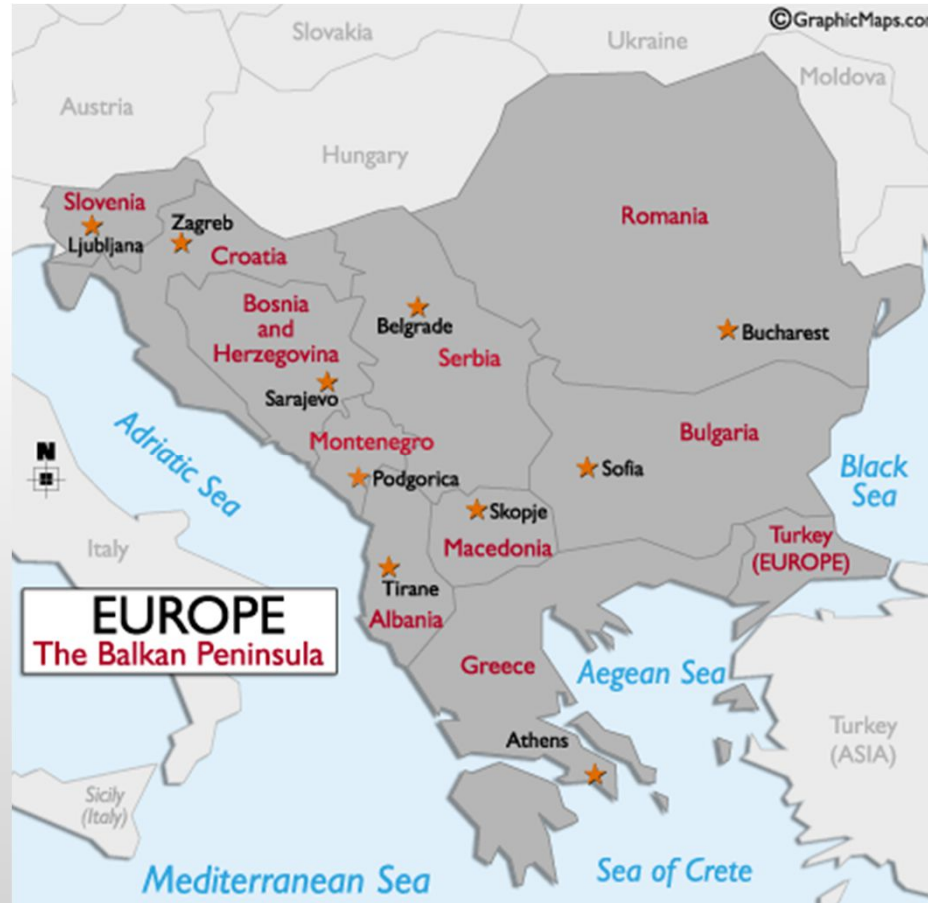 ©GraphicMaps.com
Slovakia
Ukraine
Moldova
Austria
Hungary
Slovenia
Ljubljana
Zagreb
Croatia
Romania
Bosnia
and
Herzegovina
Sarajevo
Belgrade
Serbia
Bucharest
Montenegro
Podgorica
Bulgaria
Sofia
Black
Sea
Adriatic Sea
N
Skopje
Macedonia
Turkey
(EUROPE)
Italy
Tirane
Albania
EUROPE
The Balkan Peninsula
Greece
Aegean Sea
Athens
Turkey
(ASIA)
Sicily
(Italy)
Mediterranean Sea
Sea of Crete